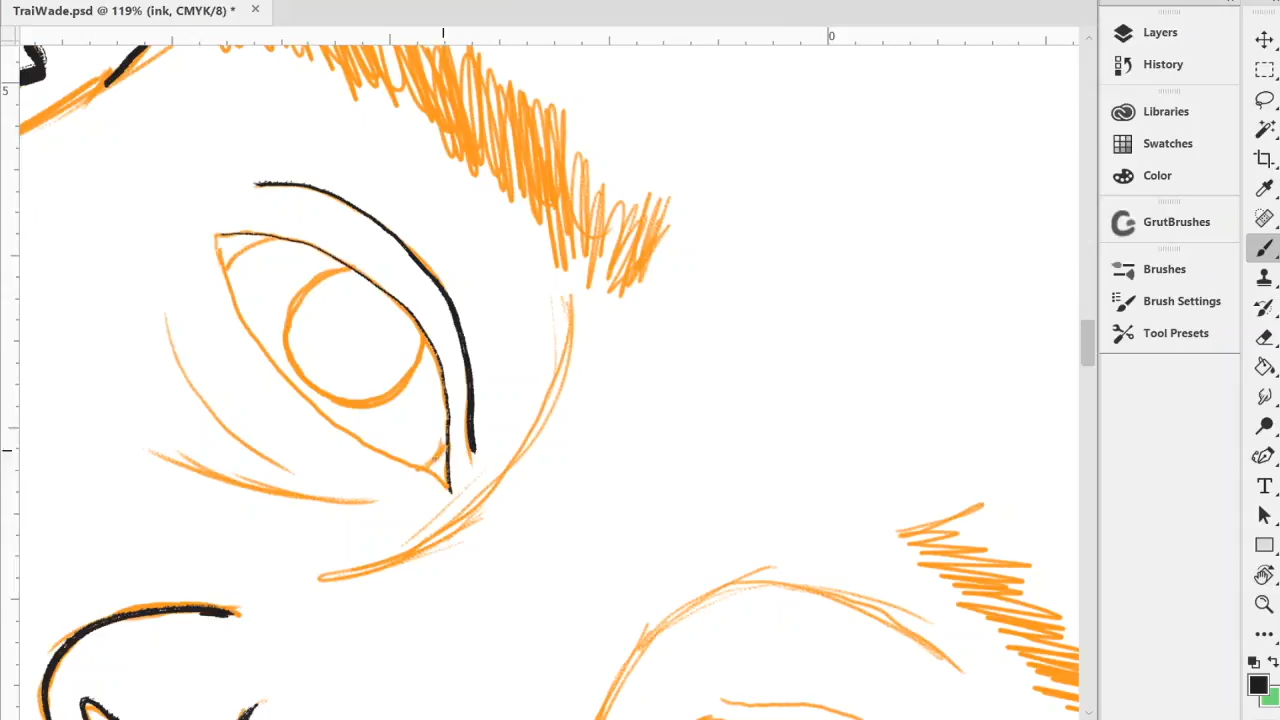 TraiWade.psd @ 119% (ink, CMYK/8) *
0
5
Layers
History
Libraries
Swatches
Color
GrutBrushes
Brushes
Brush Settings
Tool Presets